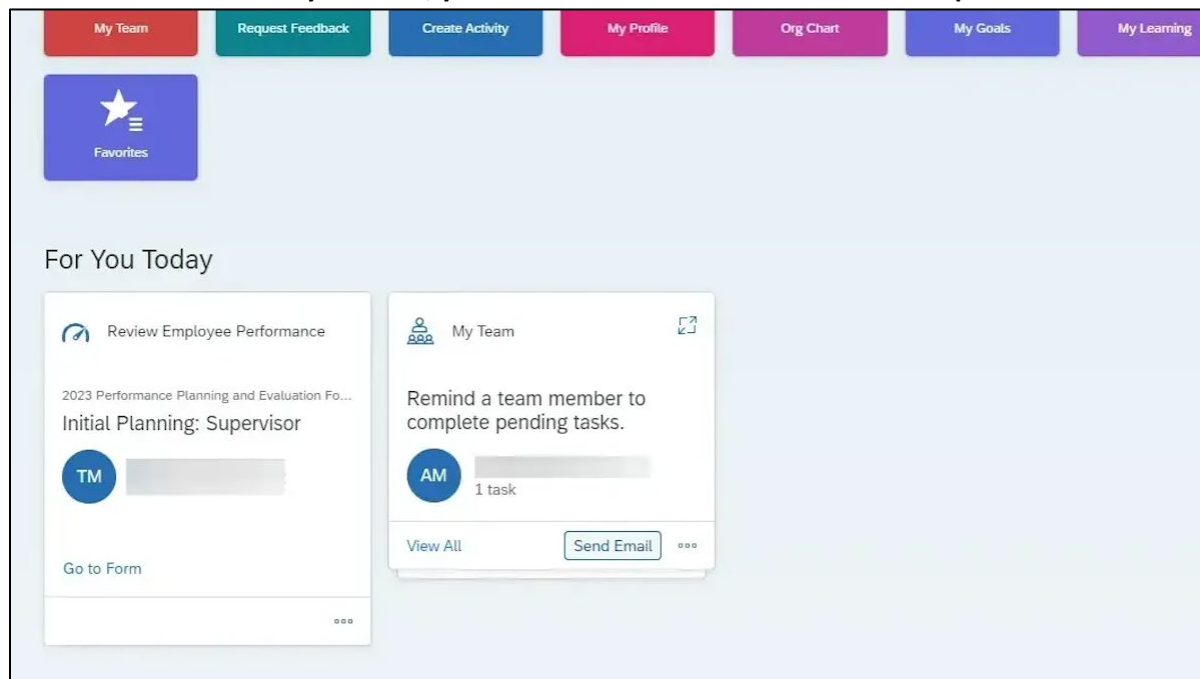 My Team
Request Feedback
Create Activity
My Profile
Org Chart
My Goals
My Learning
Favorites
For You Today
Review Employee Performance
2023 Performance Planning and Evaluation Fo...
Initial Planning: Supervisor
TM
Go to Form
My Team
Remind a team member to
complete pending tasks.
AM
1 task
View All
Send Email